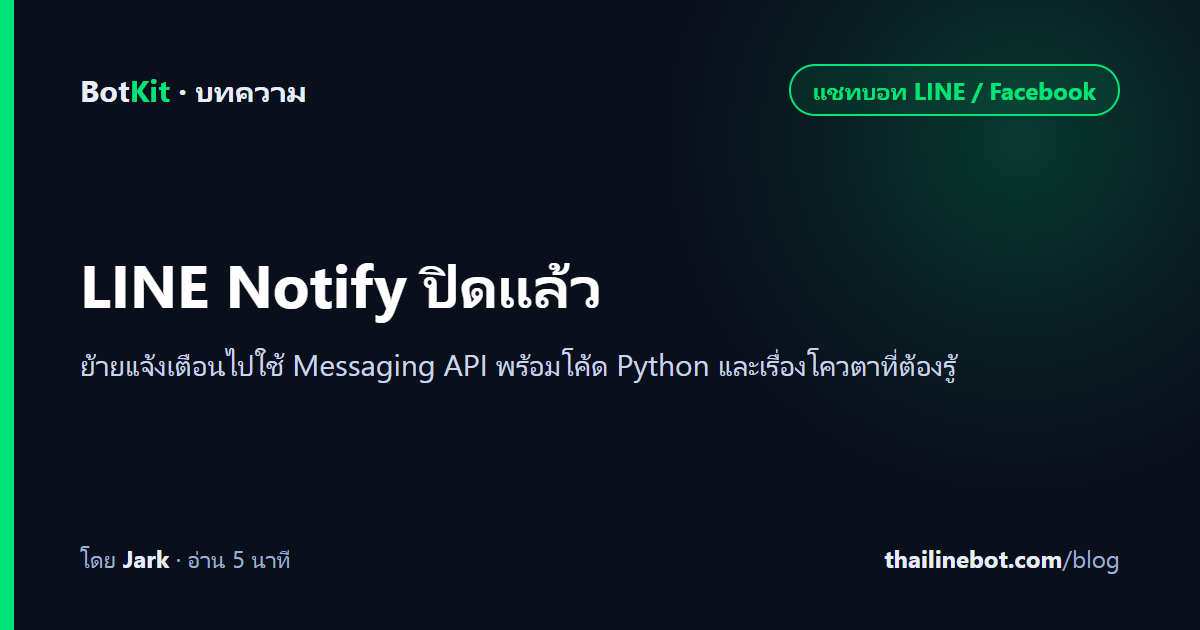 BotKit · บทความ
แชทบอท LINE / Facebook
LINE Notify ปิดแล้ว
ย้ายแจ้งเตือนไปใช้ Messaging API พร้อมโค้ด Python และเรื่องโควตาที่ต้องรู้
โดย Jark · อ่าน 5 นาที
thailinebot.com/blog